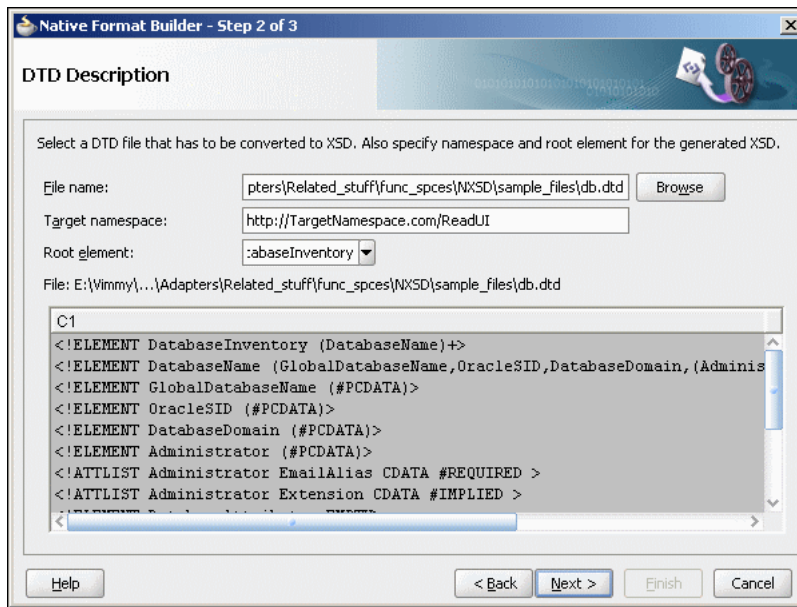 Native Format Builder - Step 2 of 3
DTD Description
Select a DTD file that has to be converted to XSD. Also specify namespace and root element for the generated XSD.
File name: pters\Related_stuff\func_spces\NXSD\sample_files\db.dtd Browse
Target namespace: http://TargetNamespace.com/ReadUI
Root element: :abaseInventory
File: E:\Vimmy\...\Adapters\Related_stuff\func_spces\NXSD\sample_files\db.dtd
C1
<!ELEMENT DatabaseInventory (DatabaseName)+>
<!ELEMENT DatabaseName (GlobalDatabaseName,OracleSID,DatabaseDomain,(Adminis
<!ELEMENT GlobalDatabaseName (#PCDATA)>
<!ELEMENT OracleSID (#PCDATA)>
<!ELEMENT DatabaseDomain (#PCDATA)>
<!ELEMENT Administrator (#PCDATA)>
<!ATTLIST Administrator EmailAlias CDATA #REQUIRED >
<!ATTLIST Administrator Extension CDATA #IMPLIED >
Help < Back Next > Finish Cancel